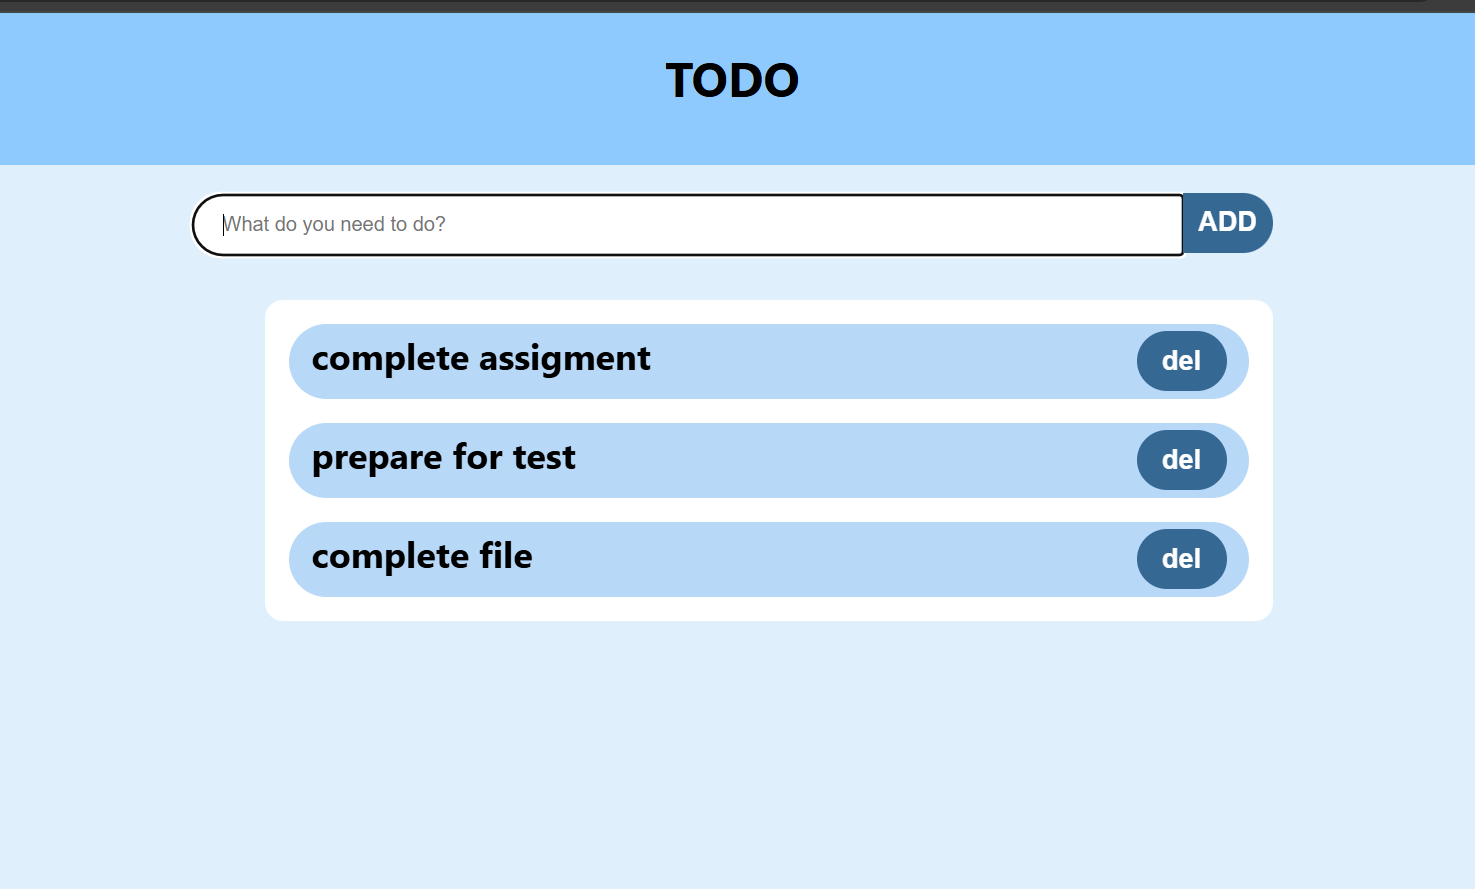 TODO
What do you need to do?
ADD
complete assigment
del
prepare for test
del
complete file
del